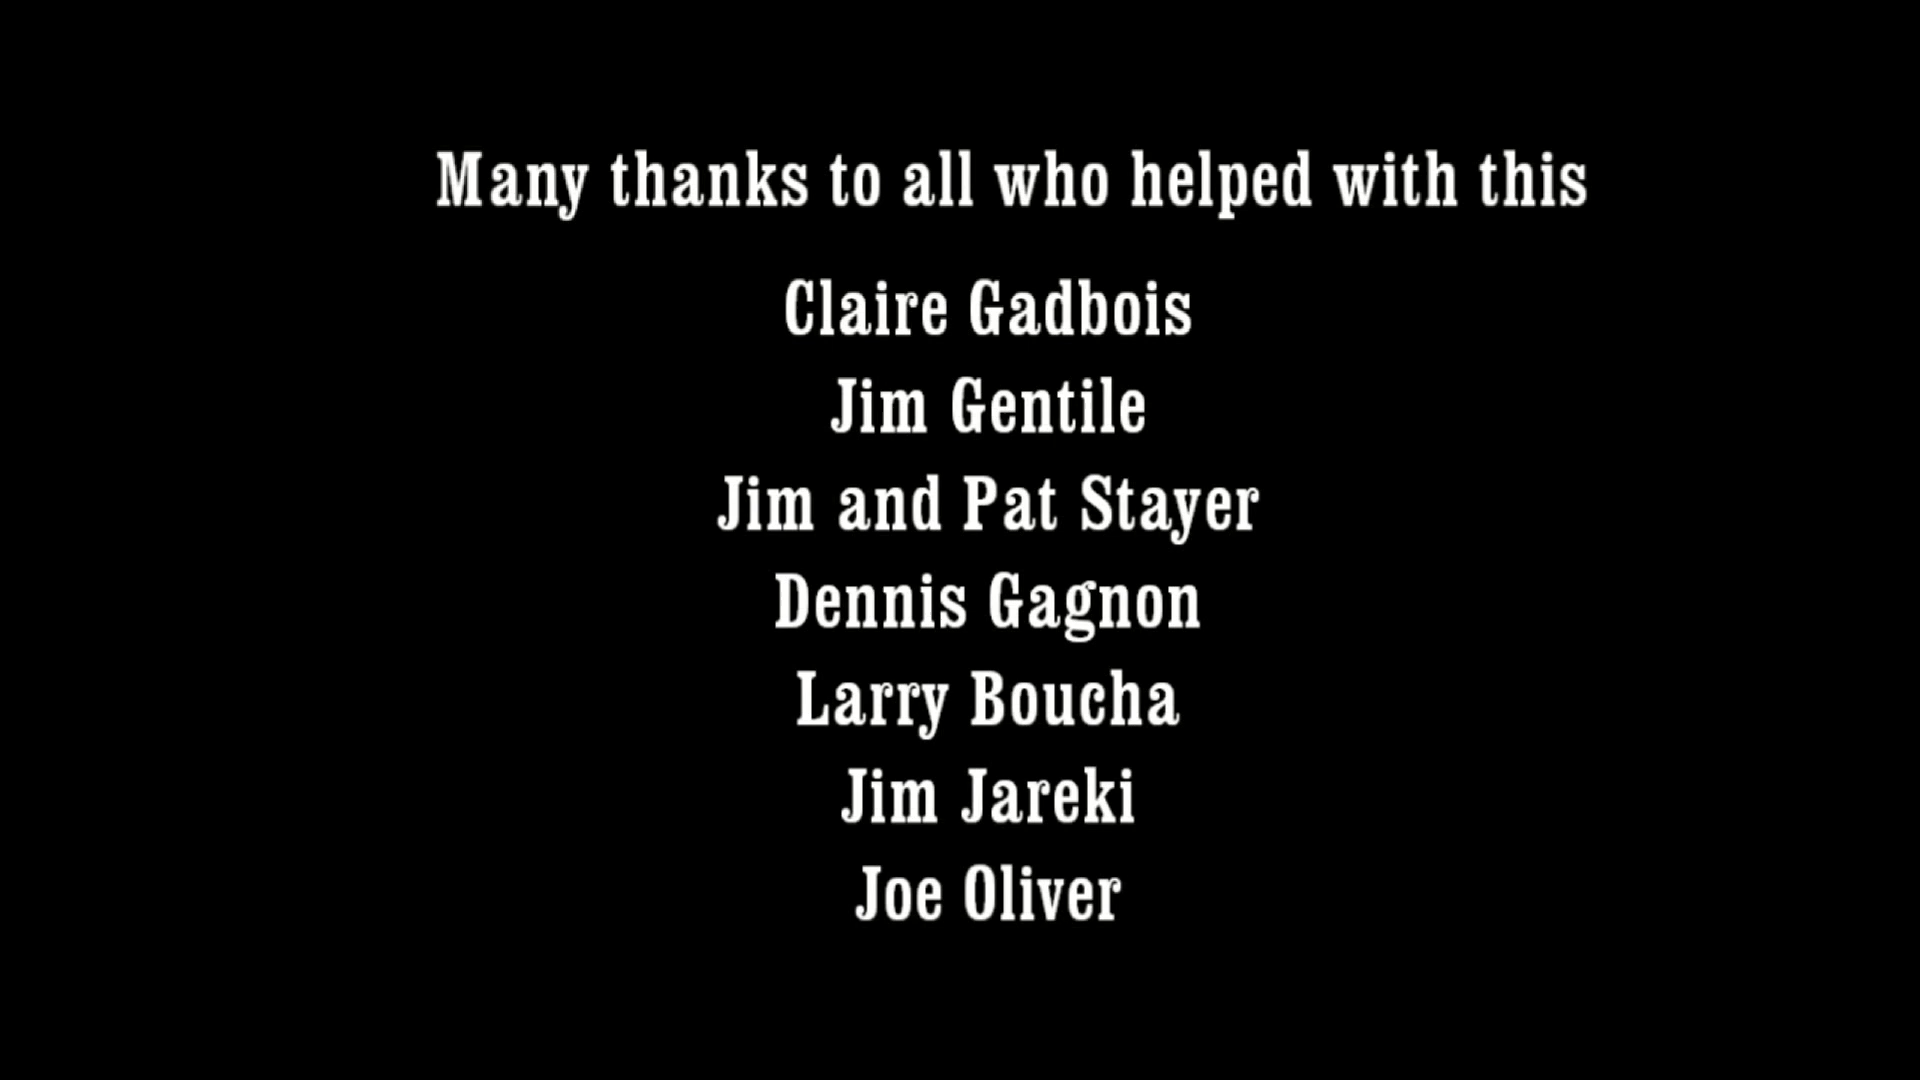 Many thanks to all who helped with this
Claire Gadbois
Jim Gentile
Jim and Pat Stayer
Dennis Gagnon
Larry Boucha
Jim Jareki
Joe Oliver